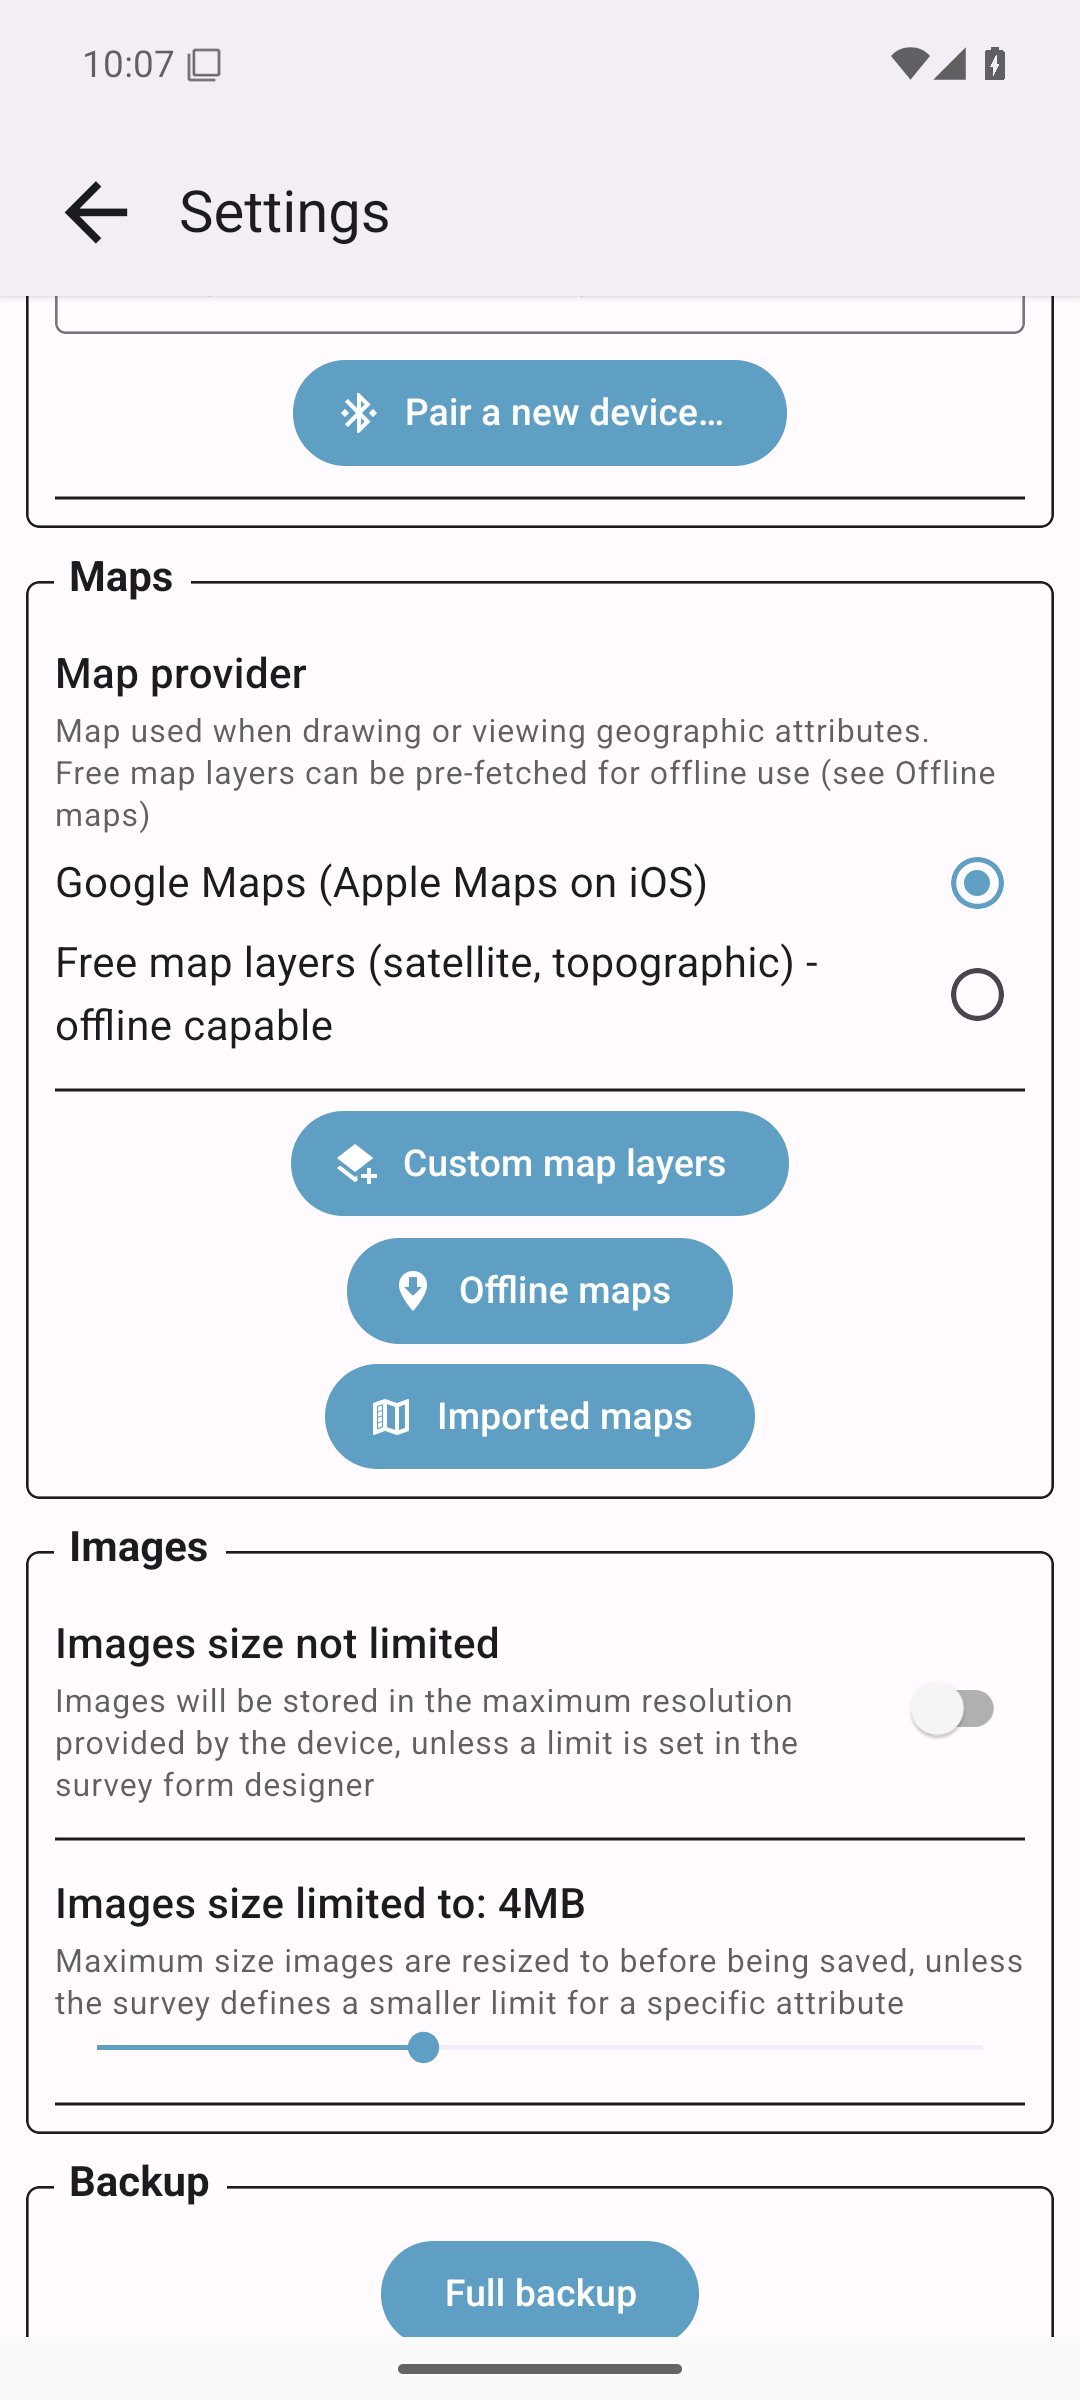 10:07
Settings
Pair a new device...
Maps
Map provider
Map used when drawing or viewing geographic attributes.
Free map layers can be pre-fetched for offline use (see Offline
maps)
Google Maps (Apple Maps on iOS)
Free map layers (satellite, topographic) -
offline capable
Custom map layers
Offline maps
Imported maps
Images
Images size not limited
Images will be stored in the maximum resolution
provided by the device, unless a limit is set in the
survey form designer
Images size limited to: 4MB
Maximum size images are resized to before being saved, unless
the survey defines a smaller limit for a specific attribute
Backup
Full backup